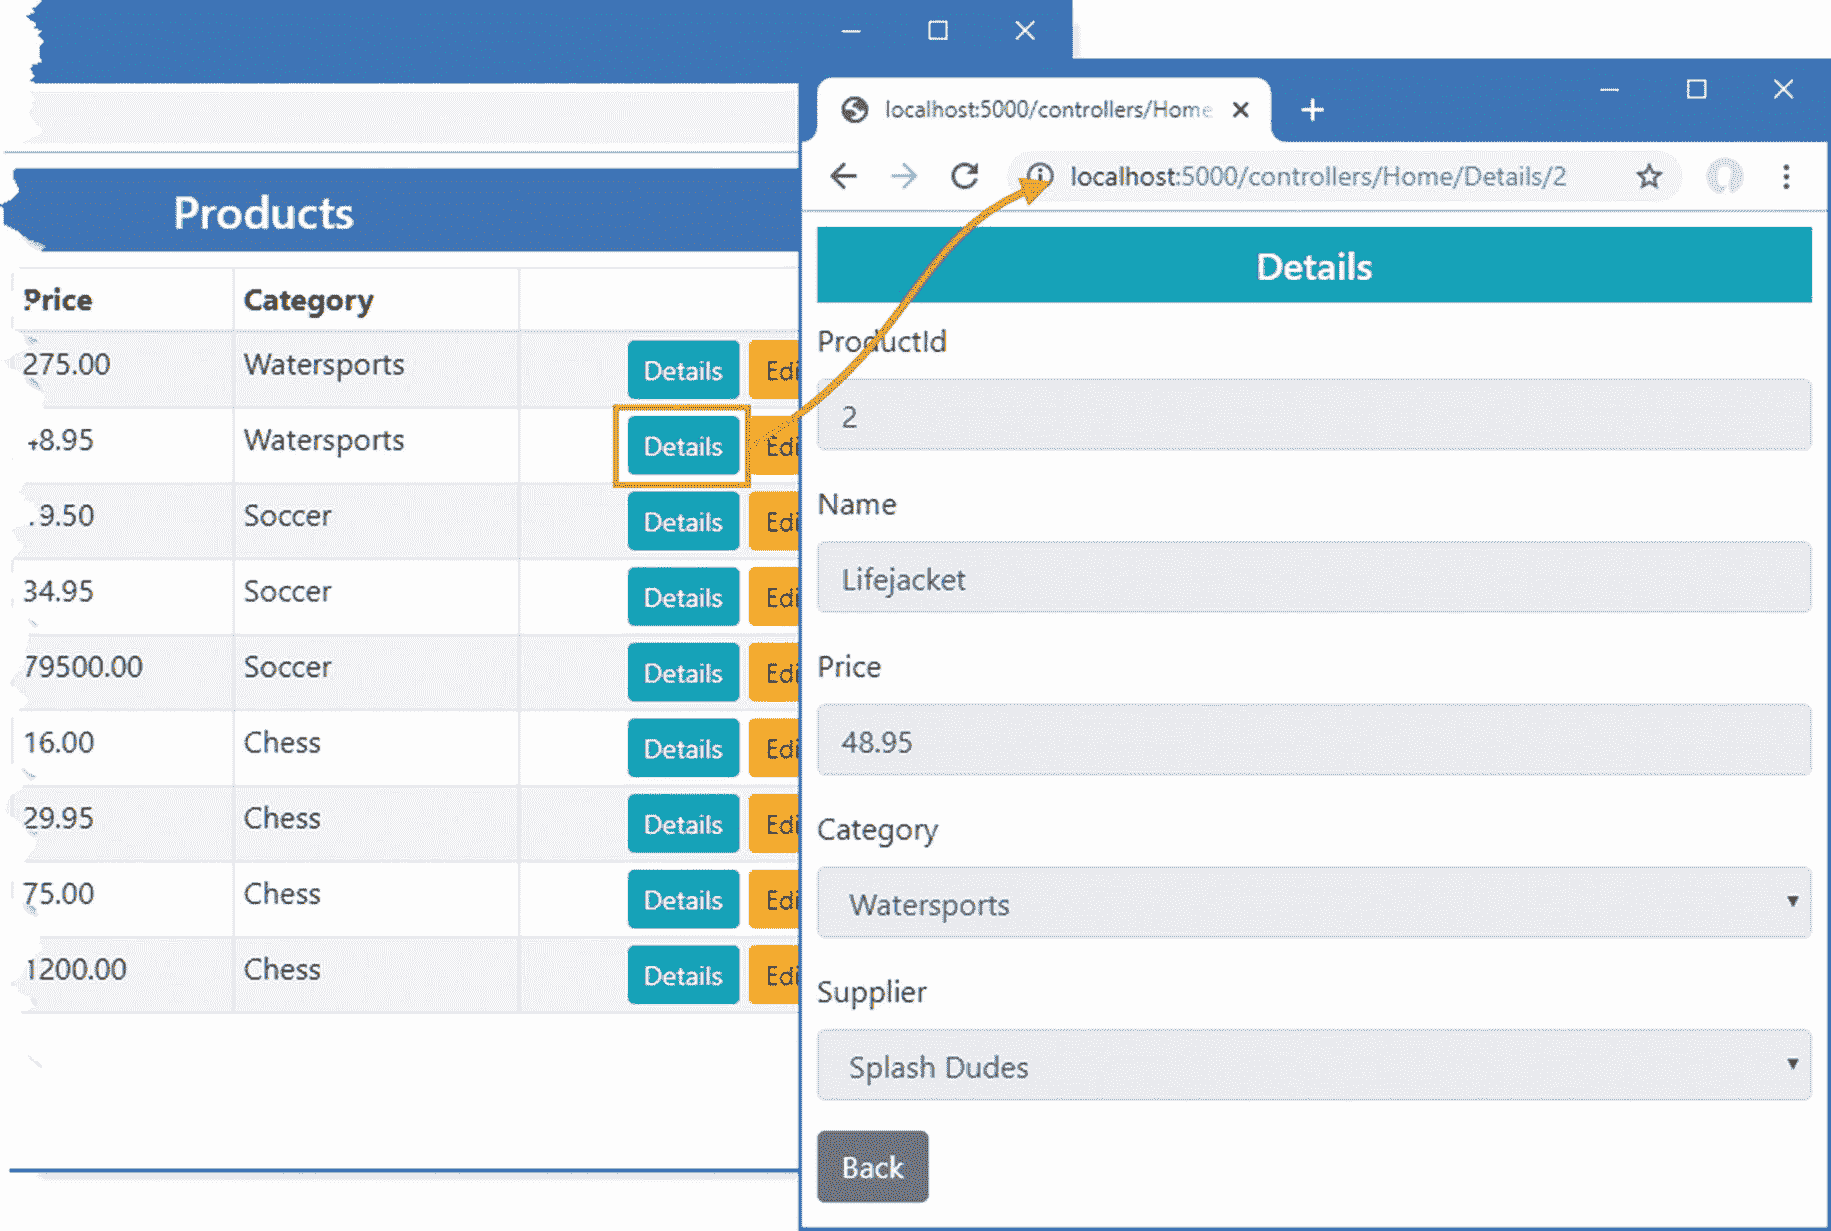 Products
Price Category
275.00 Watersports Details Edi
48.95 Watersports Details Edi
19.50 Soccer Details Edi
34.95 Soccer Details Edi
79500.00 Soccer Details Edi
16.00 Chess Details Edi
29.95 Chess Details Edi
75.00 Chess Details Edi
1200.00 Chess Details Edi
localhost:5000/controllers/Home
localhost:5000/controllers/Home/Details/2
Details
ProductId
2
Name
Lifejacket
Price
48.95
Category
Watersports
Supplier
Splash Dudes
Back